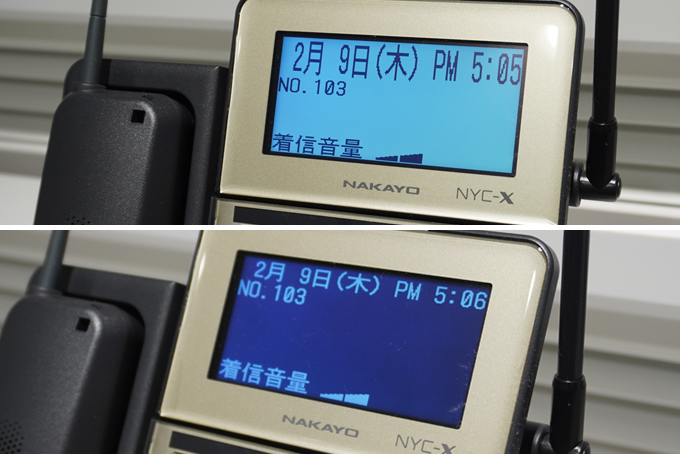 2月 9日(木) PM 5:05
NO.103
着信音量
NAKAYO NYC-X
2月 9日(木) PM 5:06
NO.103
着信音量
NAKAYO NYC-X